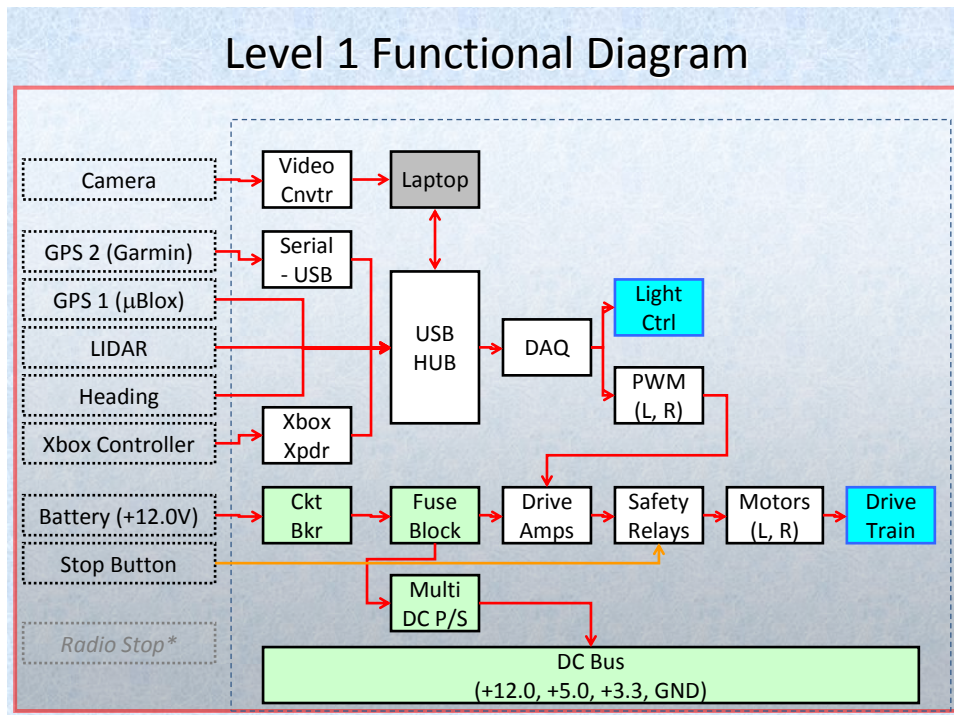 Level 1 Functional Diagram
Camera
Video
Cnvtr
Laptop
GPS 2 (Garmin)
Serial
- USB
GPS 1 (μBlox)
LIDAR
Heading
Xbox Controller
Xbox
Xpdr
USB
HUB
DAQ
Light
Ctrl
PWM
(L, R)
Battery (+12.0V)
Ckt
Bkr
Fuse
Block
Drive
Amps
Safety
Relays
Motors
(L, R)
Drive
Train
Stop Button
Multi
DC P/S
Radio Stop*
DC Bus
(+12.0, +5.0, +3.3, GND)